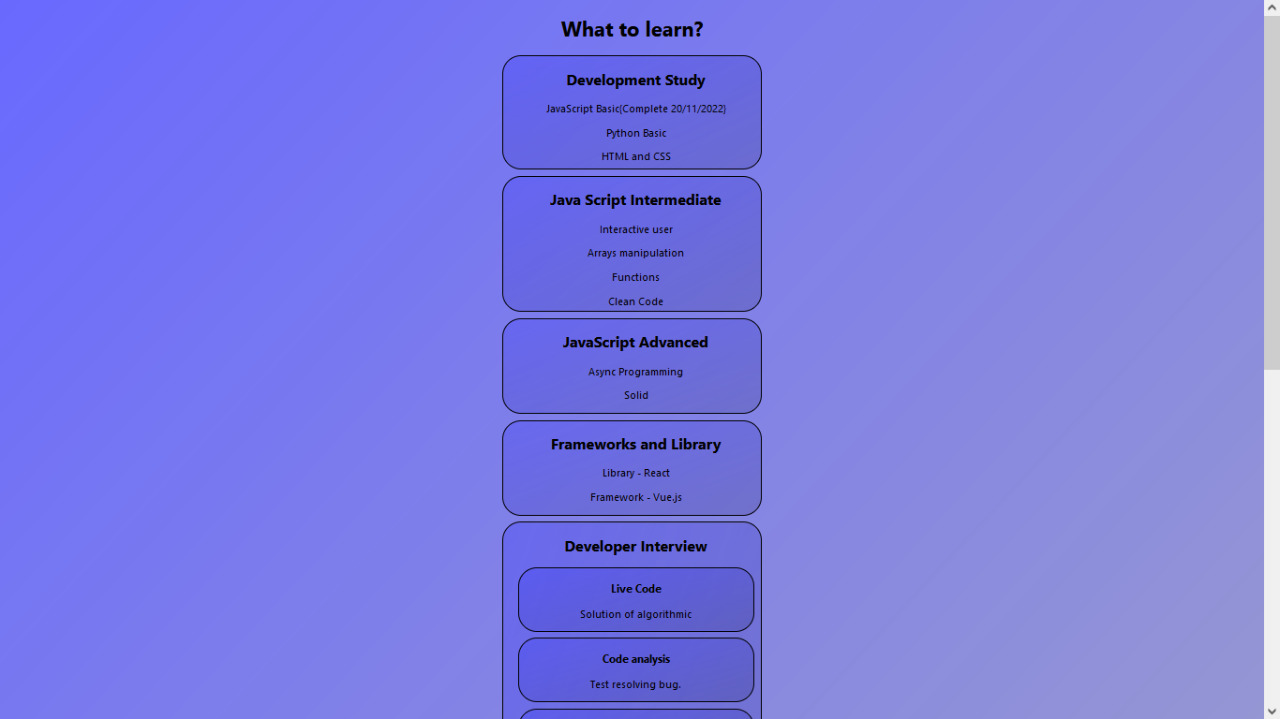 What to learn?
Development Study
JavaScript Basic(Complete 20/11/2022)
Python Basic
HTML and CSS
Java Script Intermediate
Interactive user
Arrays manipulation
Functions
Clean Code
JavaScript Advanced
Async Programming
Solid
Frameworks and Library
Library - React
Framework - Vue.js
Developer Interview
Live Code
Solution of algorithmic
Code analysis
Test resolving bug.